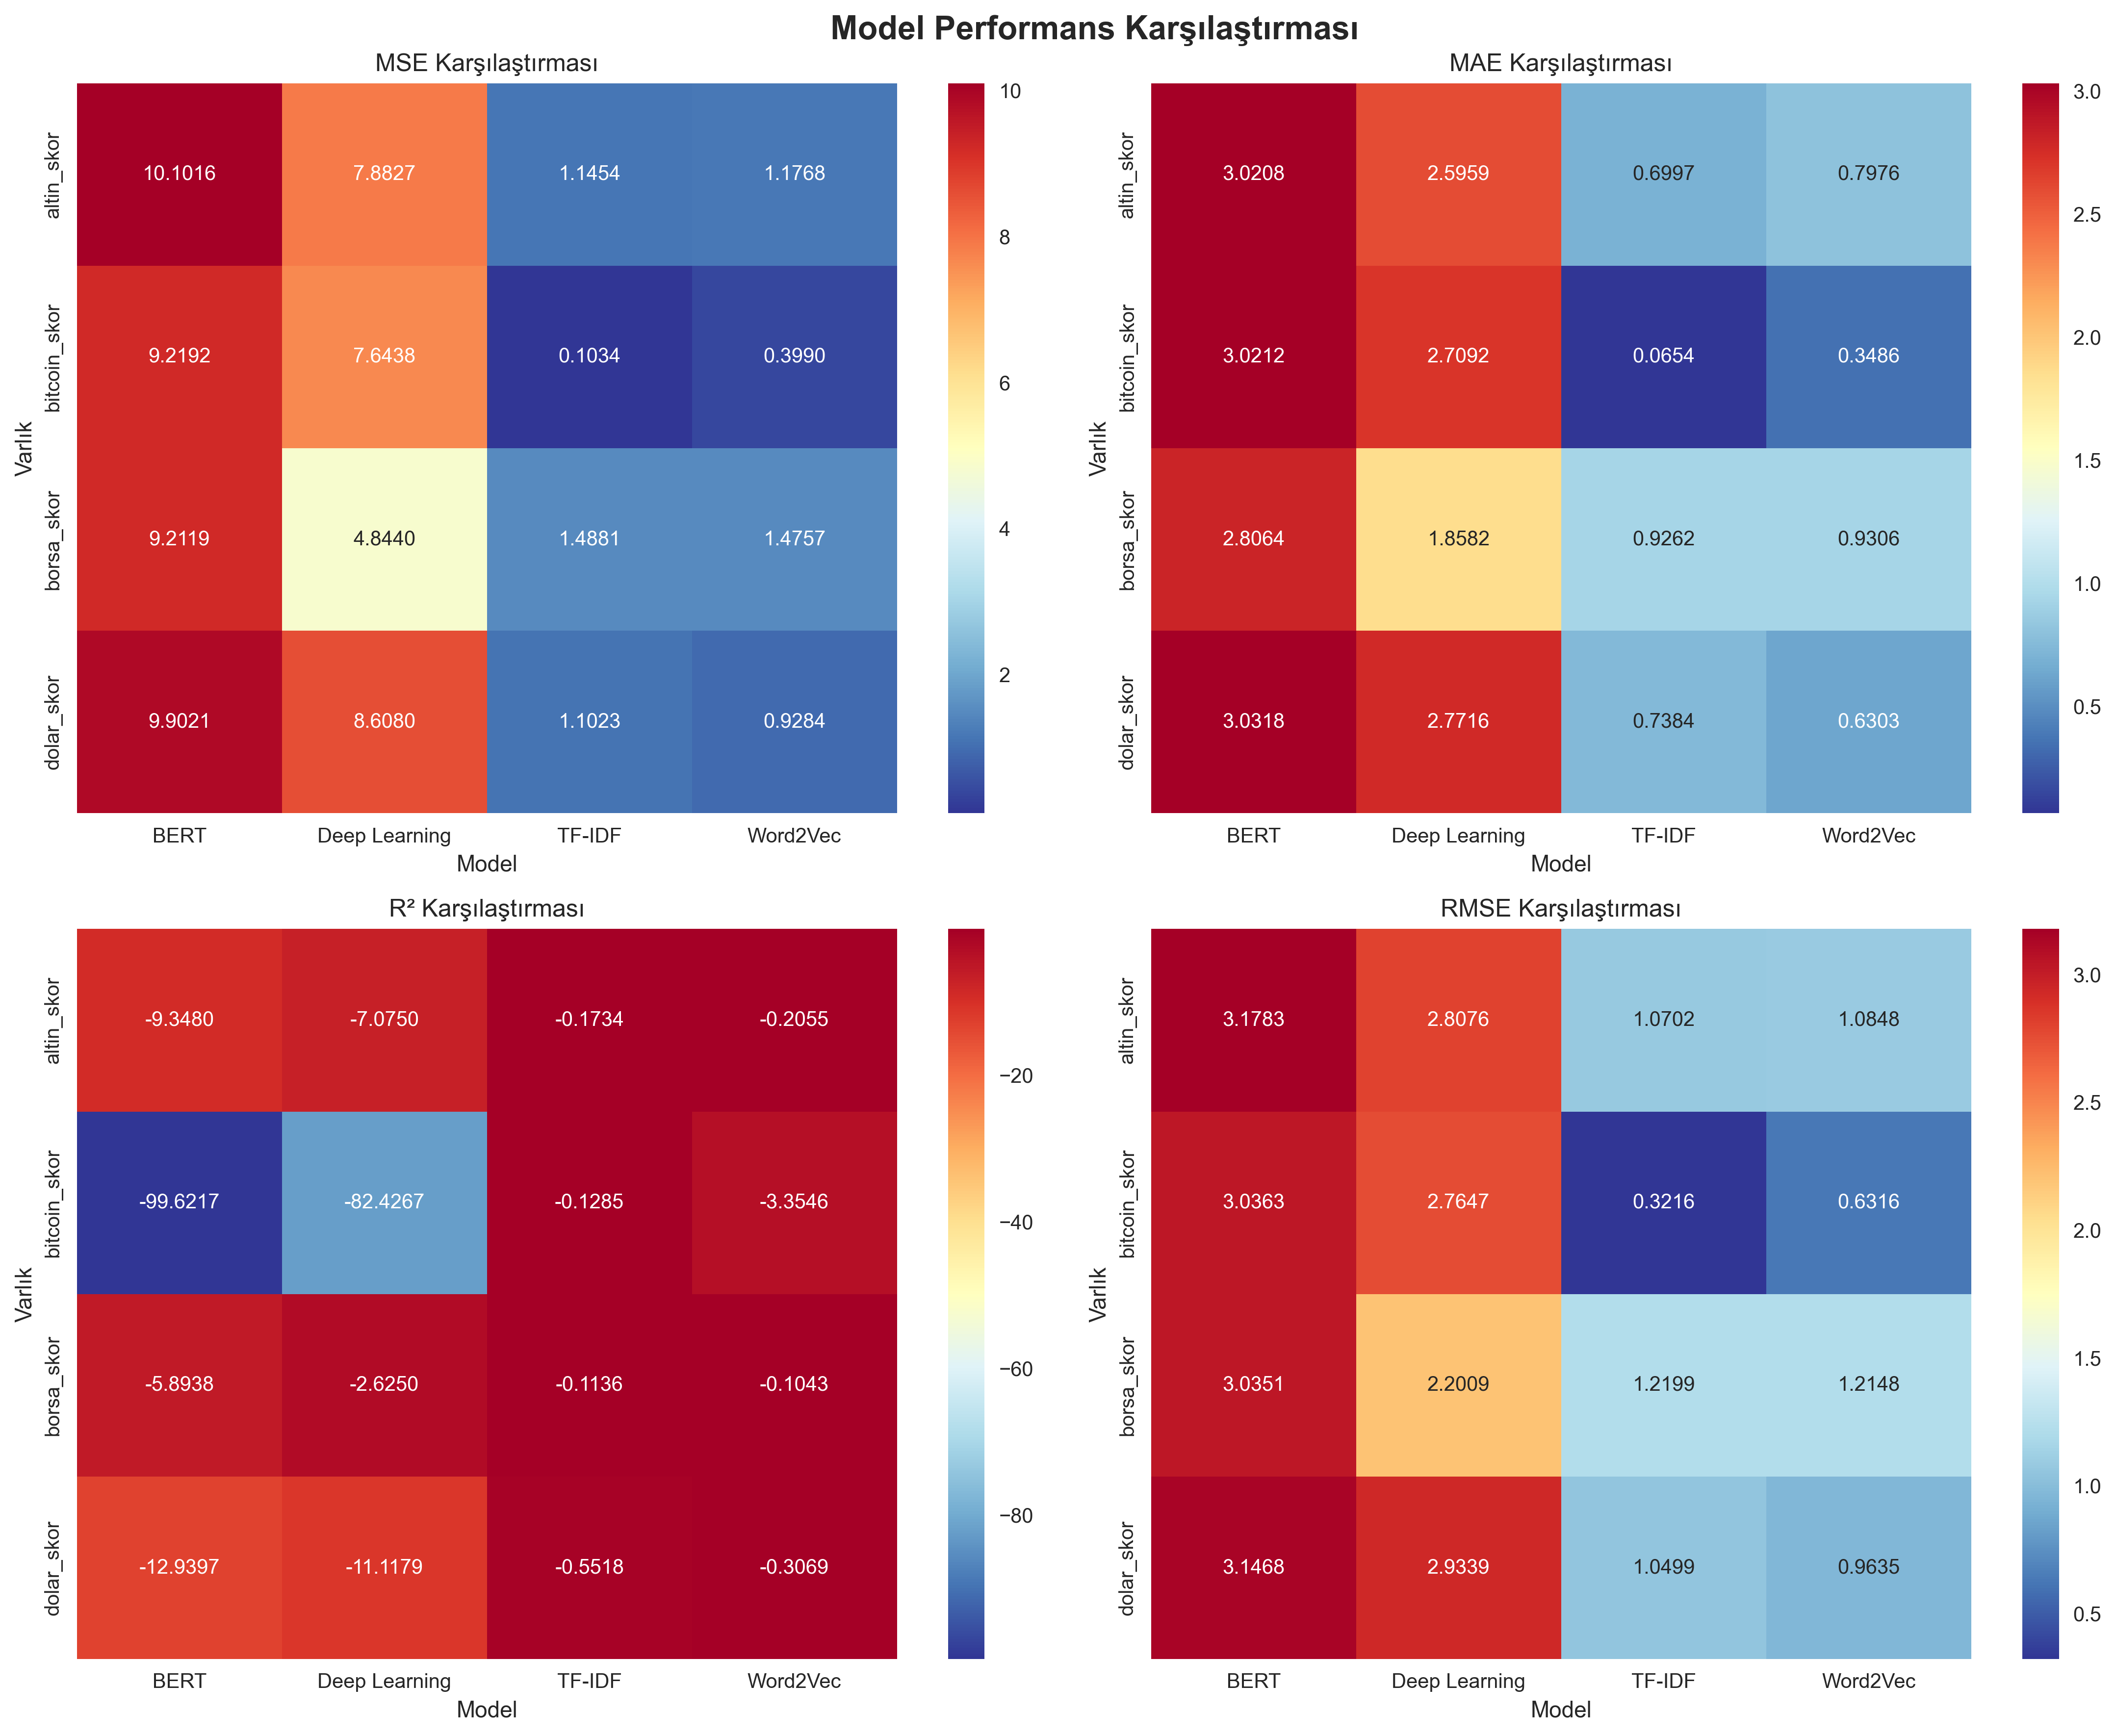 Model Performans Karşılaştırması
MSE Karşılaştırması
Varlık
altin_skor
bitcoin_skor
borsa_skor
dolar_skor
10.1016 7.8827 1.1454 1.1768
9.2192 7.6438 0.1034 0.3990
9.2119 4.8440 1.4881 1.4757
9.9021 8.6080 1.1023 0.9284
BERT Deep Learning TF-IDF Word2Vec
Model
10
8
6
4
2
MAE Karşılaştırması
Varlık
altin_skor
bitcoin_skor
borsa_skor
dolar_skor
3.0208 2.5959 0.6997 0.7976
3.0212 2.7092 0.0654 0.3486
2.8064 1.8582 0.9262 0.9306
3.0318 2.7716 0.7384 0.6303
BERT Deep Learning TF-IDF Word2Vec
Model
3.0
2.5
2.0
1.5
1.0
0.5
R² Karşılaştırması
Varlık
altin_skor
bitcoin_skor
borsa_skor
dolar_skor
-9.3480 -7.0750 -0.1734 -0.2055
-99.6217 -82.4267 -0.1285 -3.3546
-5.8938 -2.6250 -0.1136 -0.1043
-12.9397 -11.1179 -0.5518 -0.3069
BERT Deep Learning TF-IDF Word2Vec
Model
−20
−40
−60
−80
RMSE Karşılaştırması
Varlık
altin_skor
bitcoin_skor
borsa_skor
dolar_skor
3.1783 2.8076 1.0702 1.0848
3.0363 2.7647 0.3216 0.6316
3.0351 2.2009 1.2199 1.2148
3.1468 2.9339 1.0499 0.9635
BERT Deep Learning TF-IDF Word2Vec
Model
3.0
2.5
2.0
1.5
1.0
0.5